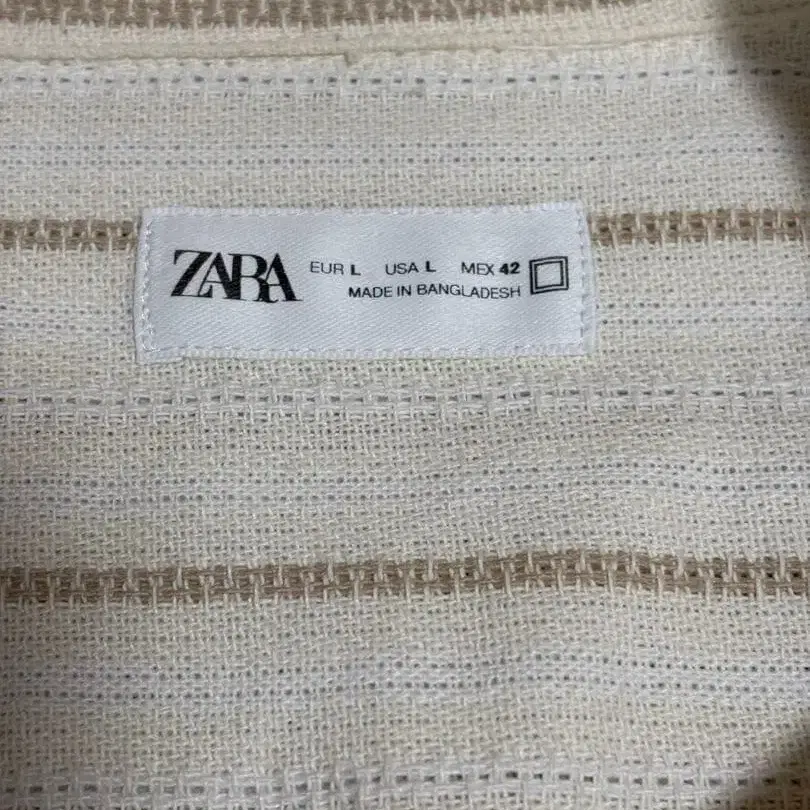 ZARA EUR L USA L MEX 42
MADE IN BANGLADESH